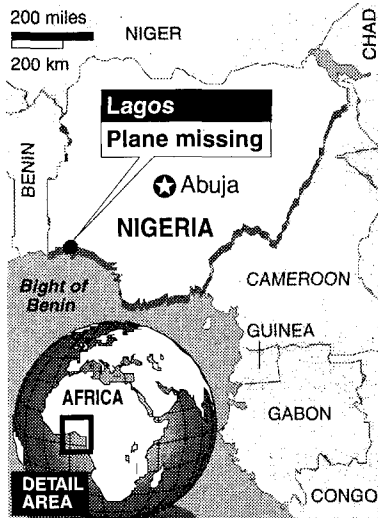 200 miles
200 km
NIGER
CHAD
Lagos
Plane missing
BENIN
Abuja
NIGERIA
Bight of
Benin
CAMEROON
GUINEA
AFRICA
GABON
DETAIL
AREA
CONGO